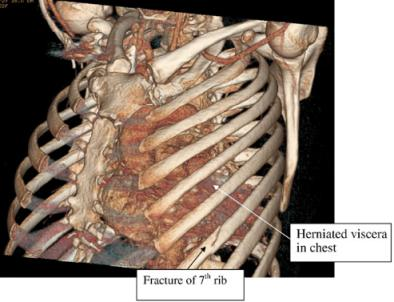 Herniated viscera
in chest
Fracture of 7th rib